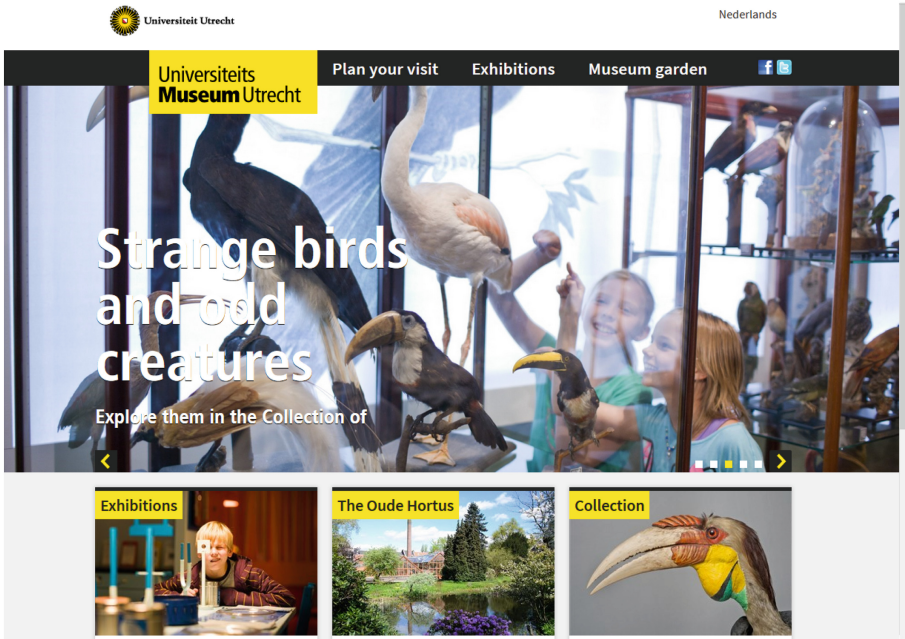 Universiteit Utrecht
Nederlands
Universiteits
Museum Utrecht
Plan your visit
Exhibitions
Museum garden
Strange birds
and odd
creatures
Explore them in the Collection of
Exhibitions
The Oude Hortus
Collection